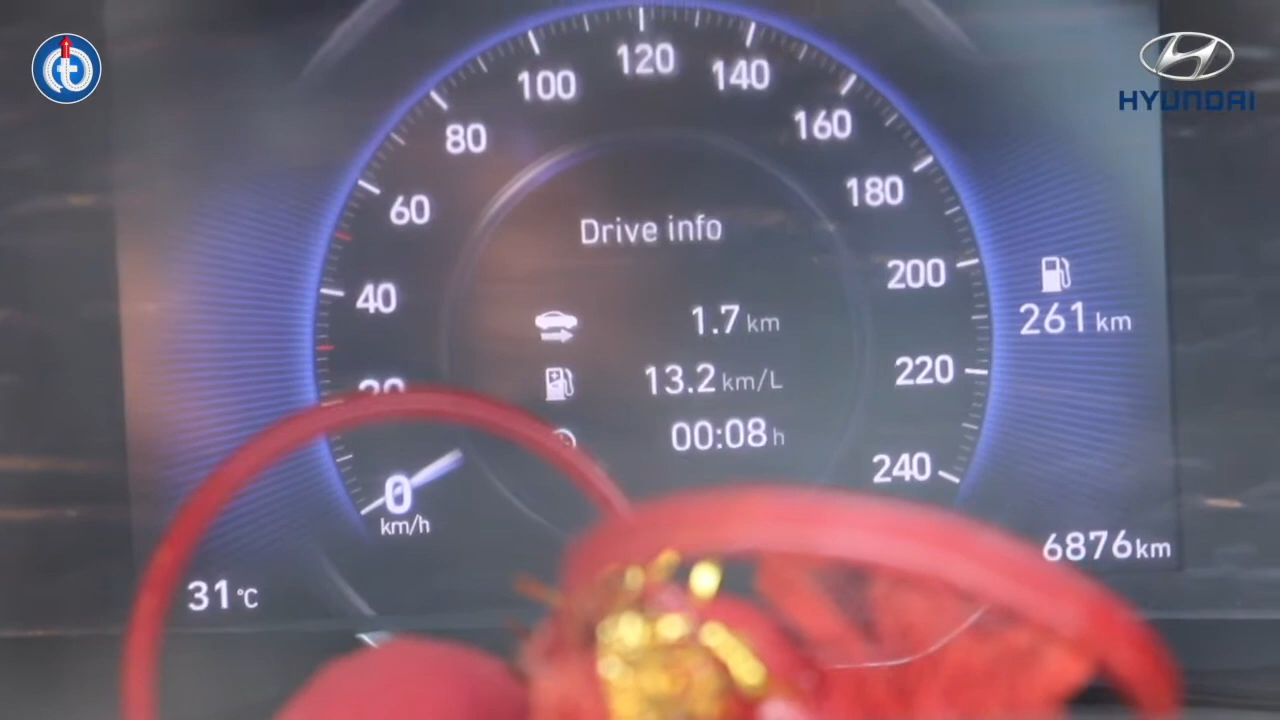 HYUNDAI
120
100
140
80
160
60
180
Drive info
200
40
261 km
1.7 km
220
13.2 km/L
20
00:08 h
240
0
km/h
6876 km
31 °C